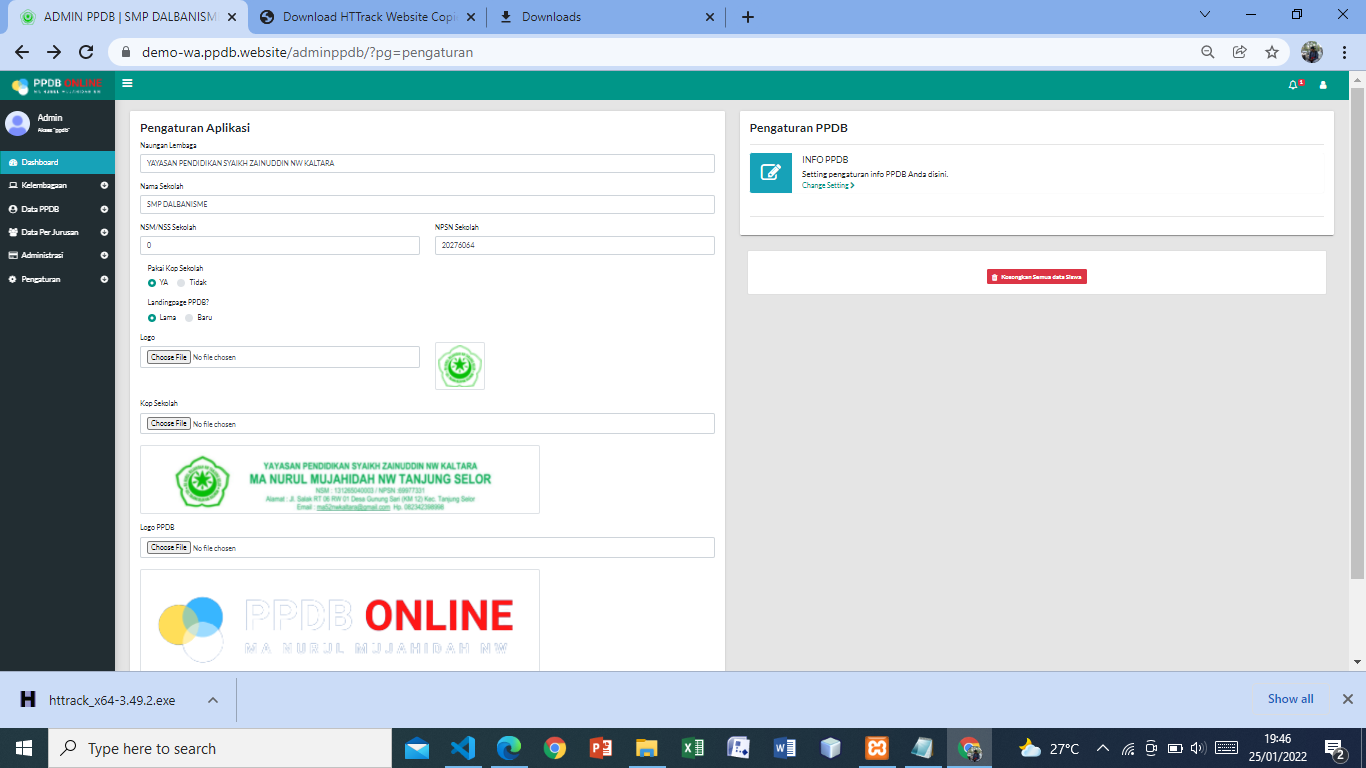 ADMIN PPDB | SMP DALBANISM
Download HTTrack Website Copi
Downloads
demo-wa.ppdb.website/adminppdb/?pg=pengaturan
PPDB ONLINE
MA NURUL MUJAHIDAH NW
1
Admin
Akses "ppdb"
Dashboard
Kelembagaan
Data PPDB
Data Per Jurusan
Administrasi
Pengaturan
Pengaturan Aplikasi
Naungan Lembaga
YAYASAN PENDIDIKAN SYAIKH ZAINUDDIN NW KALTARA
Nama Sekolah
SMP DALBANISME
NSM/NSS Sekolah
NPSN Sekolah
0
20276064
Pakai Kop Sekolah
YA Tidak
Landingpage PPDB?
Lama Baru
Logo
Choose File No file chosen
Kop Sekolah
Choose File No file chosen
YAYASAN PENDIDIKAN SYAIKH ZAINUDDIN NW KALTARA
MA NURUL MUJAHIDAH NW TANJUNG SELOR
NSM : 131265040003 / NPSN :69977331
Alamat : Jl. Salak RT 06 RW 01 Desa Gunung Sari (KM 12) Kec. Tanjung Selor
Email : Hp. 082342398998
Logo PPDB
Choose File No file chosen
PPDB ONLINE
MA NURUL MUJAHIDAH NW
Pengaturan PPDB
INFO PPDB
Setting pengaturan info PPDB Anda disini.
Change Setting
Kosongkan Semua data Siswa
httrack_x64-3.49.2.exe
Show all
Type here to search
27°C
19:46
25/01/2022
2